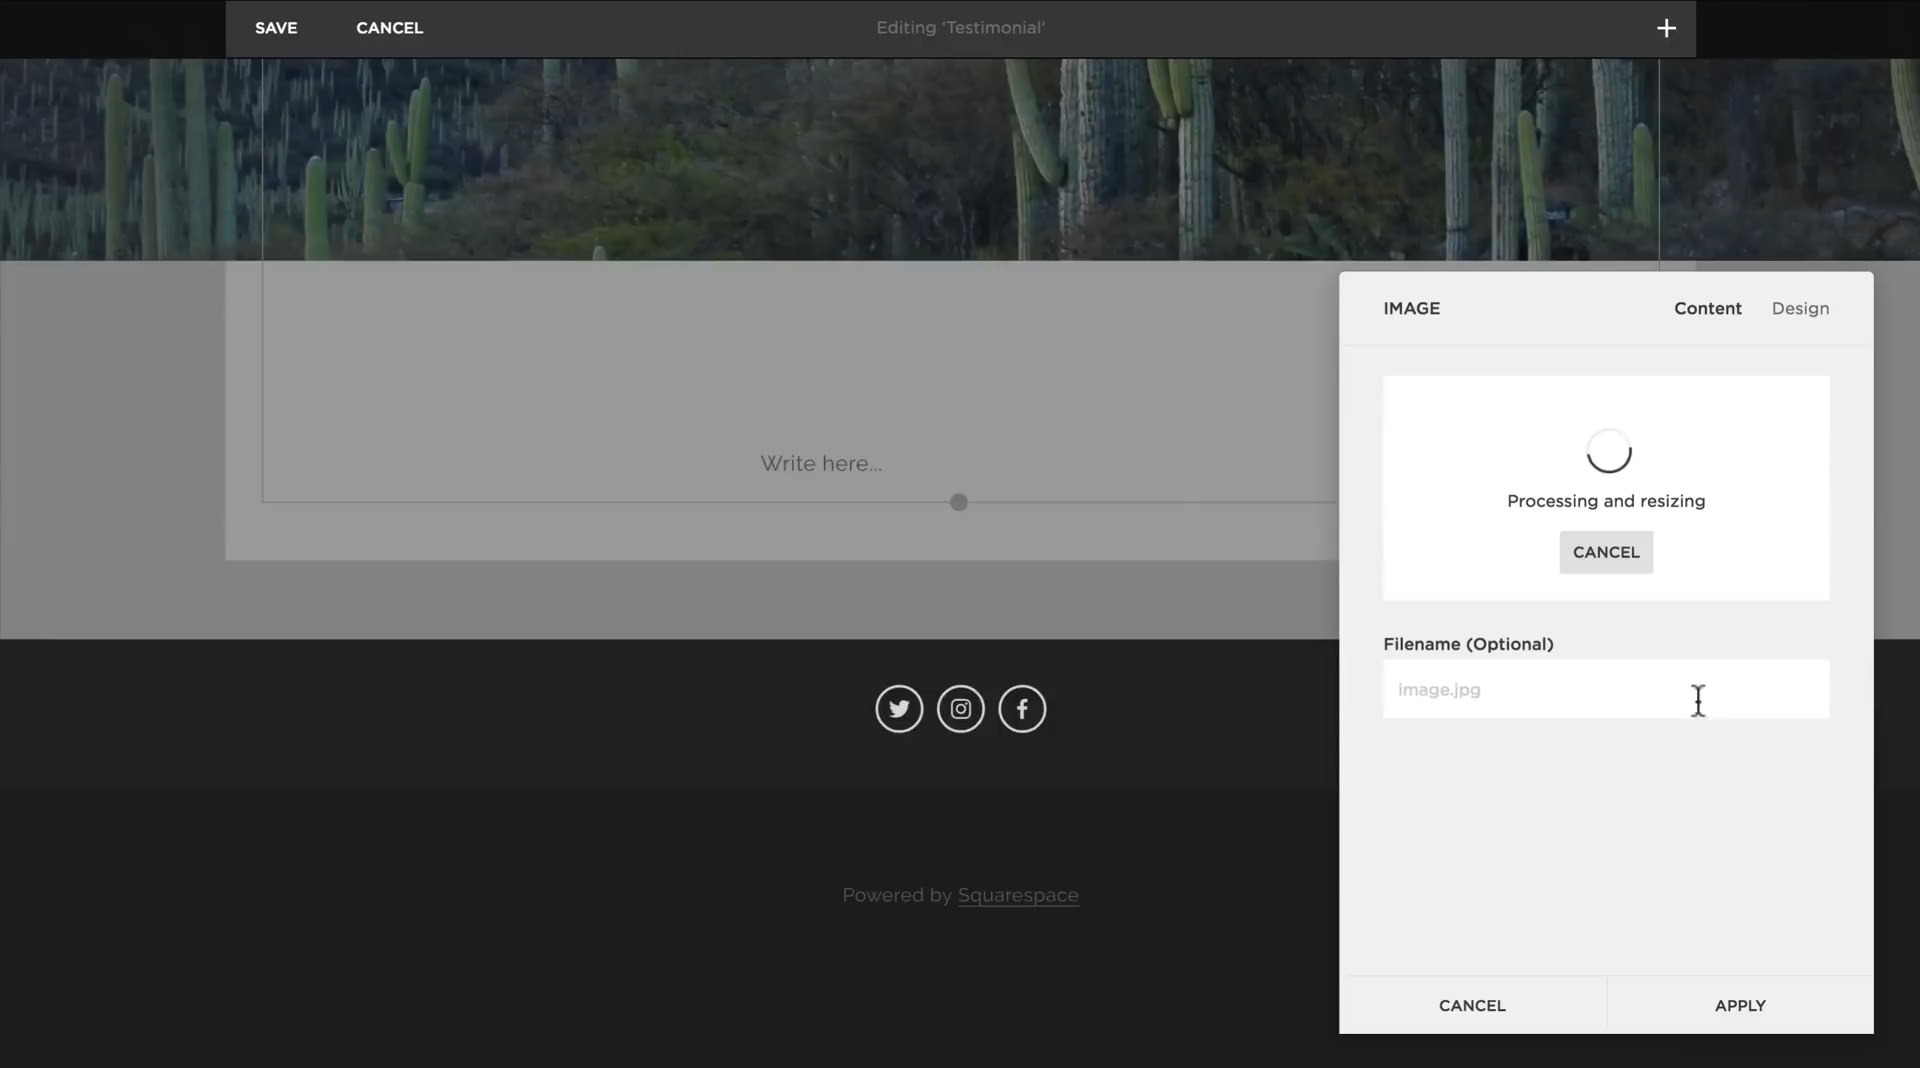 SAVE CANCEL Editing ‘Testimonial’ +
IMAGE Content Design
Write here...
Processing and resizing
CANCEL
Filename (Optional)
image.jpg
Powered by Squarespace
CANCEL APPLY